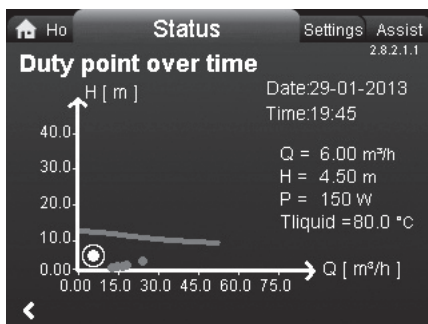 Ho Status Settings Assist
2.8.2.1.1
Duty point over time
H [ m ]
Date:29-01-2013
Time:19:45
40.0
30.0
20.0
10.0
0.00
Q = 6.00 m³/h
H = 4.50 m
P = 150 W
Tliquid =80.0 °C
Q [ m³/h ]
0.00 15.0 30.0 45.0 60.0 75.0